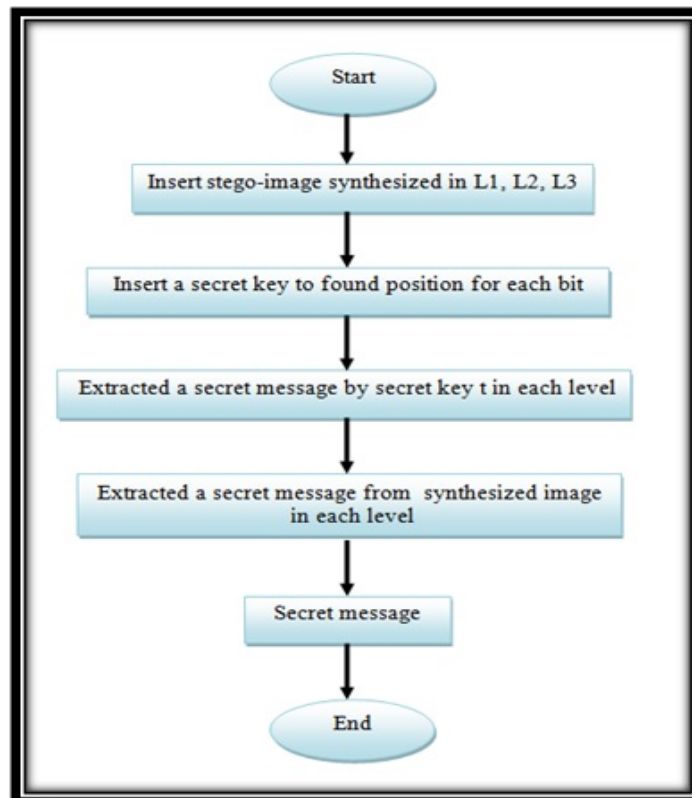 Start
Insert stego-image synthesized in L1, L2, L3
Insert a secret key to found position for each bit
Extracted a secret message by secret key t in each level
Extracted a secret message from synthesized image
in each level
Secret message
End